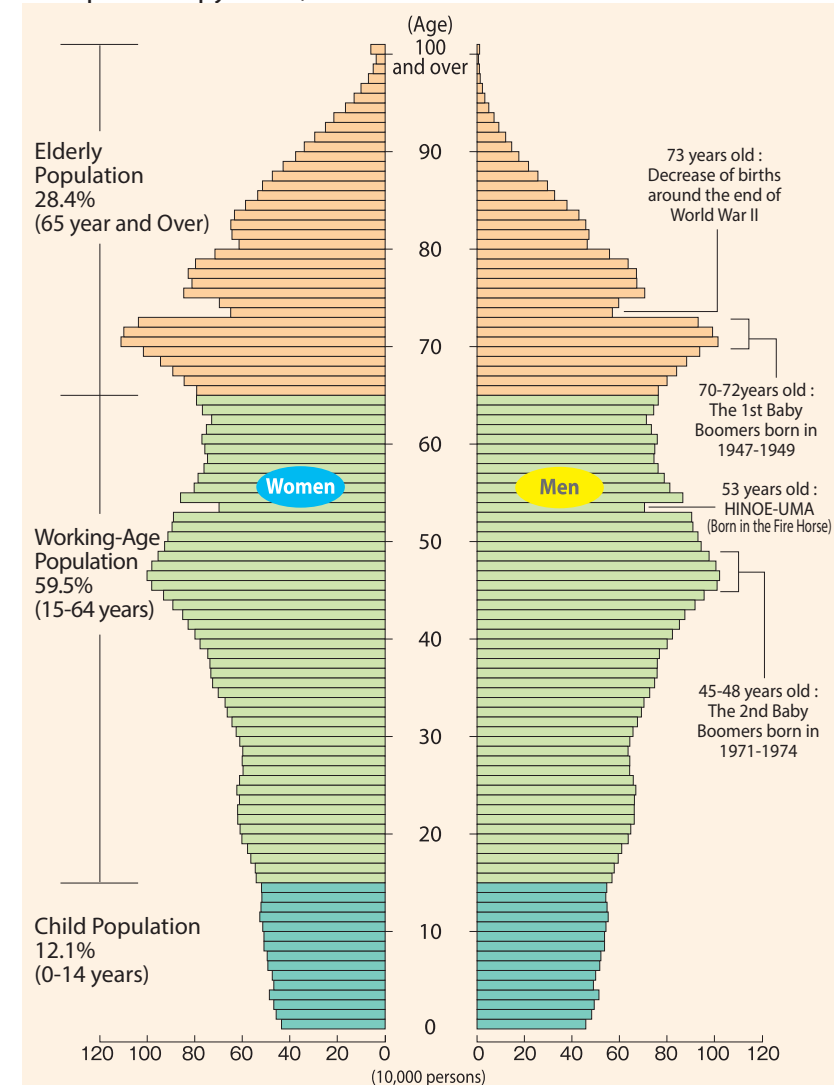 (Age)
100
and over
90
80
70
60
50
40
30
20
10
0
Elderly
Population
28.4%
(65 year and Over)
Working-Age
Population
59.5%
(15-64 years)
Child Population
12.1%
(0-14 years)
Women
Men
73 years old :
Decrease of births
around the end of
World War II
70-72years old :
The 1st Baby
Boomers born in
1947-1949
53 years old :
HINOE-UMA
(Born in the Fire Horse)
45-48 years old :
The 2nd Baby
Boomers born in
1971-1974
120 100 80 60 40 20 0
0 20 40 60 80 100 120
(10,000 persons)